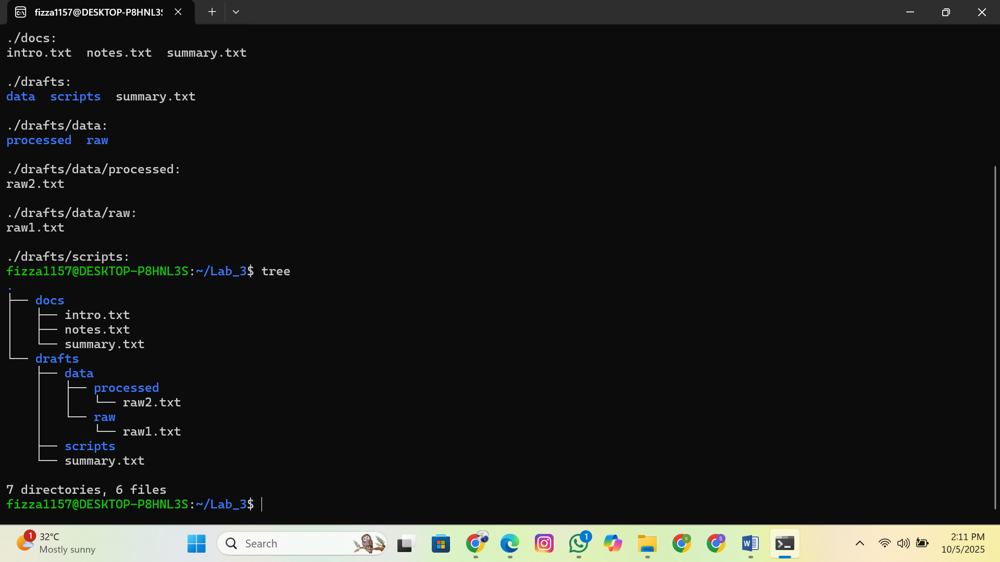 fizza1157@DESKTOP-P8HNL3S
./docs:
intro.txt  notes.txt  summary.txt
./drafts:
data  scripts  summary.txt
./drafts/data:
processed  raw
./drafts/data/processed:
raw2.txt
./drafts/data/raw:
raw1.txt
./drafts/scripts:
fizza1157@DESKTOP-P8HNL3S:~/Lab_3$ tree
.
├── docs
│   ├── intro.txt
│   ├── notes.txt
│   └── summary.txt
└── drafts
    ├── data
    │   ├── processed
    │   │   └── raw2.txt
    │   └── raw
    │       └── raw1.txt
    ├── scripts
    └── summary.txt
7 directories, 6 files
fizza1157@DESKTOP-P8HNL3S:~/Lab_3$
1
32°C
Mostly sunny
Search
1
S
S
W
2:11 PM
10/5/2025